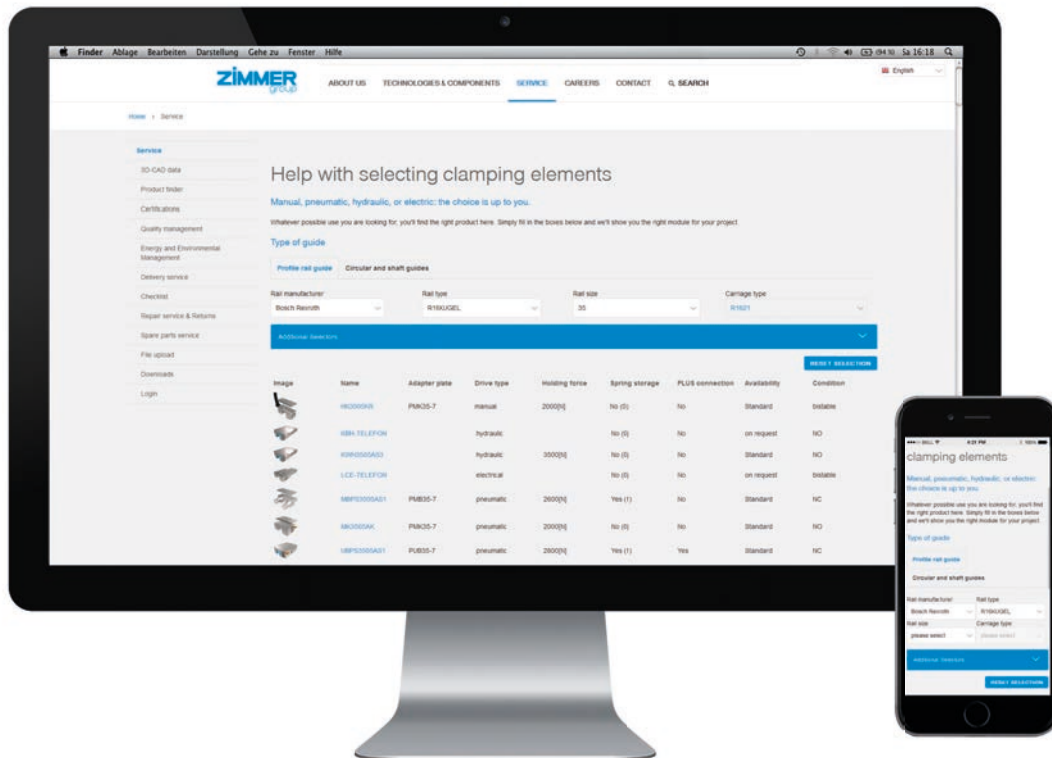 Finder Ablage Bearbeiten Darstellung Gehe zu Fenster Hilfe
Sa 16:18
ZIMMER group
ABOUT US TECHNOLOGIES & COMPONENTS SERVICE CAREERS CONTACT SEARCH
English
Home › Service
Service
3D-CAD data
Product finder
Certifications
Quality management
Energy and Environmental
Management
Delivery service
Checklist
Repair service & Returns
Spare parts service
File upload
Downloads
Login
Help with selecting clamping elements
Manual, pneumatic, hydraulic, or electric: the choice is up to you.
Whatever possible use you are looking for, you'll find the right product here. Simply fill in the boxes below and we'll show you the right module for your project.
Type of guide
Profile rail guide Circular and shaft guides
Rail manufacturer Rail type Rail size Carriage type
Bosch Rexroth R16KUGEL 35 R1621
Additional Selectors
RESET SELECTION
Image Name Adapter plate Drive type Holding force Spring storage PLUS connection Availability Condition
PMK35-7 manual 2000[N] No (0) No Standard bistable
KBH-TELEFON hydraulic No (0) No on request NO
hydraulic 3500[N] No (0) No Standard NO
LCE-TELEFON electrical No (0) No on request bistable
MBPS3505AS1 PMB35-7 pneumatic 2600[N] Yes (1) No Standard NC
MK3505AK PMK35-7 pneumatic 2000[N] No (0) No Standard NO
UBPS3505AS1 PUB35-7 pneumatic 2800[N] Yes (1) Yes Standard NC
BELL 4:21 PM 100%
clamping elements
Manual, pneumatic, hydraulic, or electric:
the choice is up to you.
Whatever possible use you are looking for, you'll find
the right product here. Simply fill in the boxes below
and we'll show you the right module for your project.
Type of guide
Profile rail guide
Circular and shaft guides
Rail manufacturer Rail type
Bosch Rexroth R16KUGEL
Rail size Carriage type
please select please select
Additional Selectors
RESET SELECTION